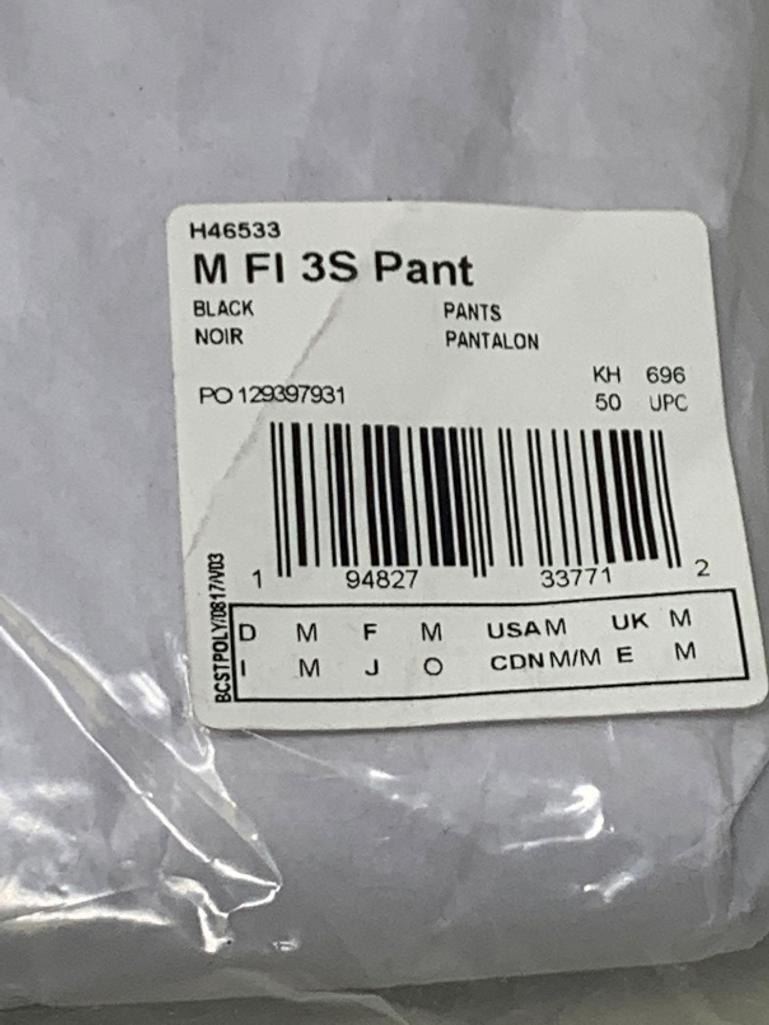 H46533
M FI 3S Pant
BLACK PANTS
NOIR PANTALON
KH 696
PO 129397931 50 UPC
1 94827 33771 2
BCSTPOLY/0817/V03
D M F M USA M UK M
I M J O CDN M/M E M